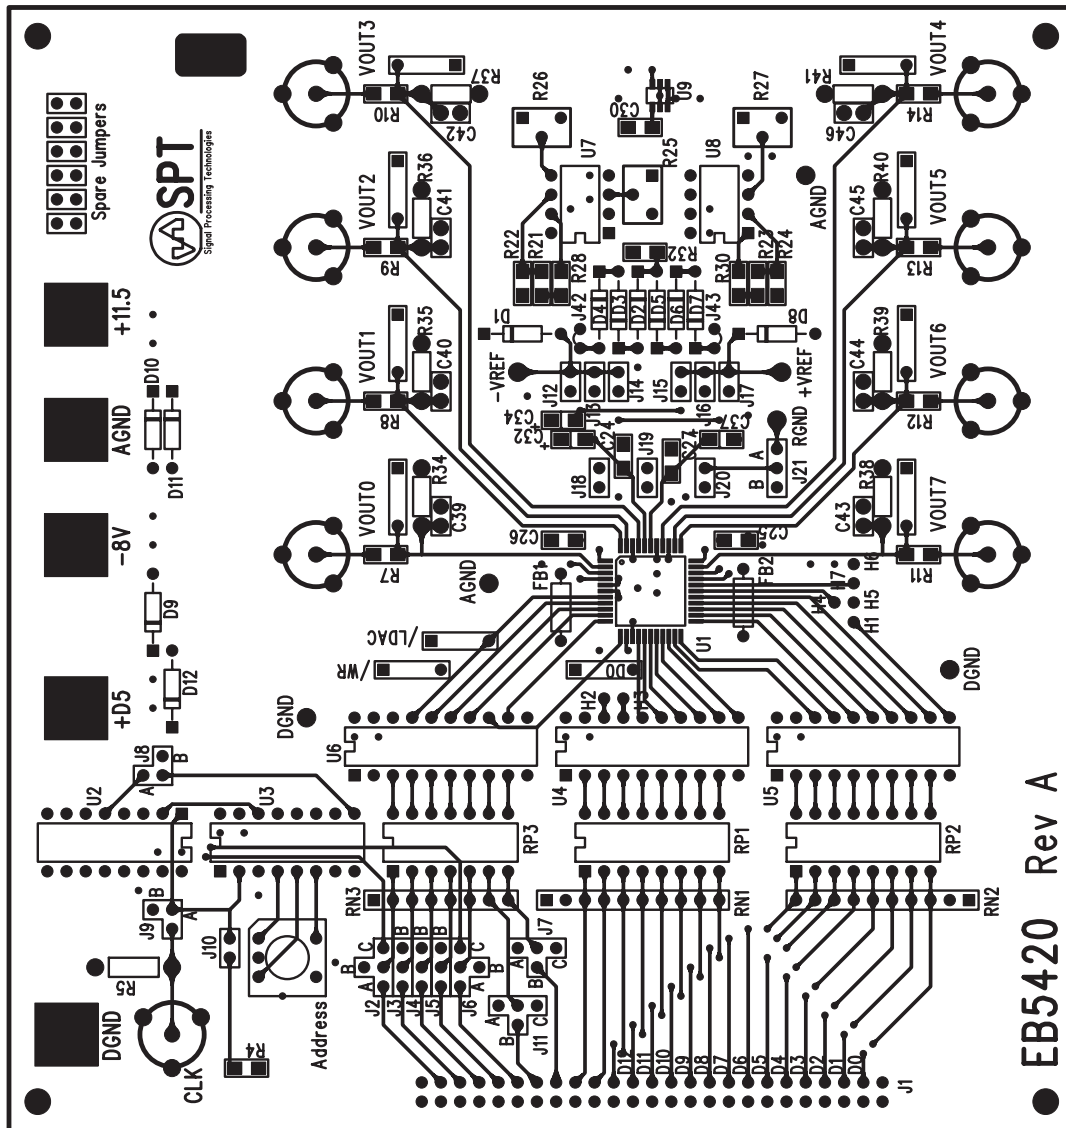 VOUT3
R37
R10
C42
R26
C30
U9
R27
R41
VOUT4
R14
C46
Spare Jumpers
SPT
Signal Processing Technologies
VOUT2
R36
C41
R9
U7
R25
U8
R22
R21
R28
R32
R30
R23
R24
AGND
C45
R40
VOUT5
R13
+11.5
D10
VOUT1
R35
C40
R8
D1
J42
D4
D3
D2
D5
D6
D7
J43
D8
-VREF
+VREF
J12
J13
J14
J15
J16
J17
C44
R39
VOUT6
R12
AGND
D11
C34
+
C32
+
C24
J19
C27
C37
RGND
J18
J20
A
B
J21
VOUT0
R34
C39
R7
C26
C25
C43
R38
VOUT7
R11
-8V
D9
AGND
FB1
FB2
H6
H7
H4
H5
H1
U1
/LDAC
/WR
D0
H2
H3
+D5
D12
DGND
DGND
J8
A
B
U2
U3
U6
U4
U5
RP3
RP1
RP2
RN3
RN1
RN2
J9
B
A
J10
R5
DGND
CLK
R4
Address
J2
J3
J4
J5
J6
A
B
C
B
B
B
C
B
A
J7
A
B
C
J11
A
B
C
D12
D11
D10
D9
D8
D7
D6
D5
D4
D3
D2
D1
D0
J1
EB5420 Rev A